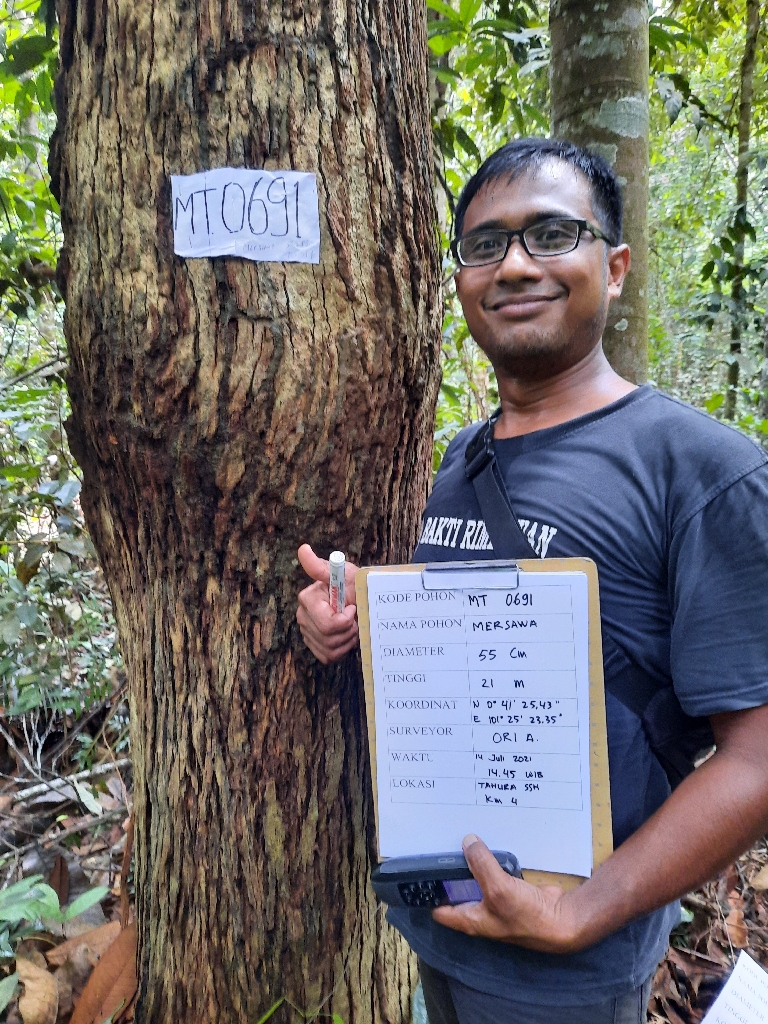 MT.0691
BAKTI RIM
AN
KODE POHON MT 0691
NAMA POHON MERSAWA
DIAMETER 55 Cm
TINGGI 21 m
KOORDINAT N 0° 41' 25,43"
E 101° 25' 23.35"
SURVEYOR ORI A.
WAKTU 14 Juli 2021
14.45 WIB
LOKASI TAHURA SSH
Km 4